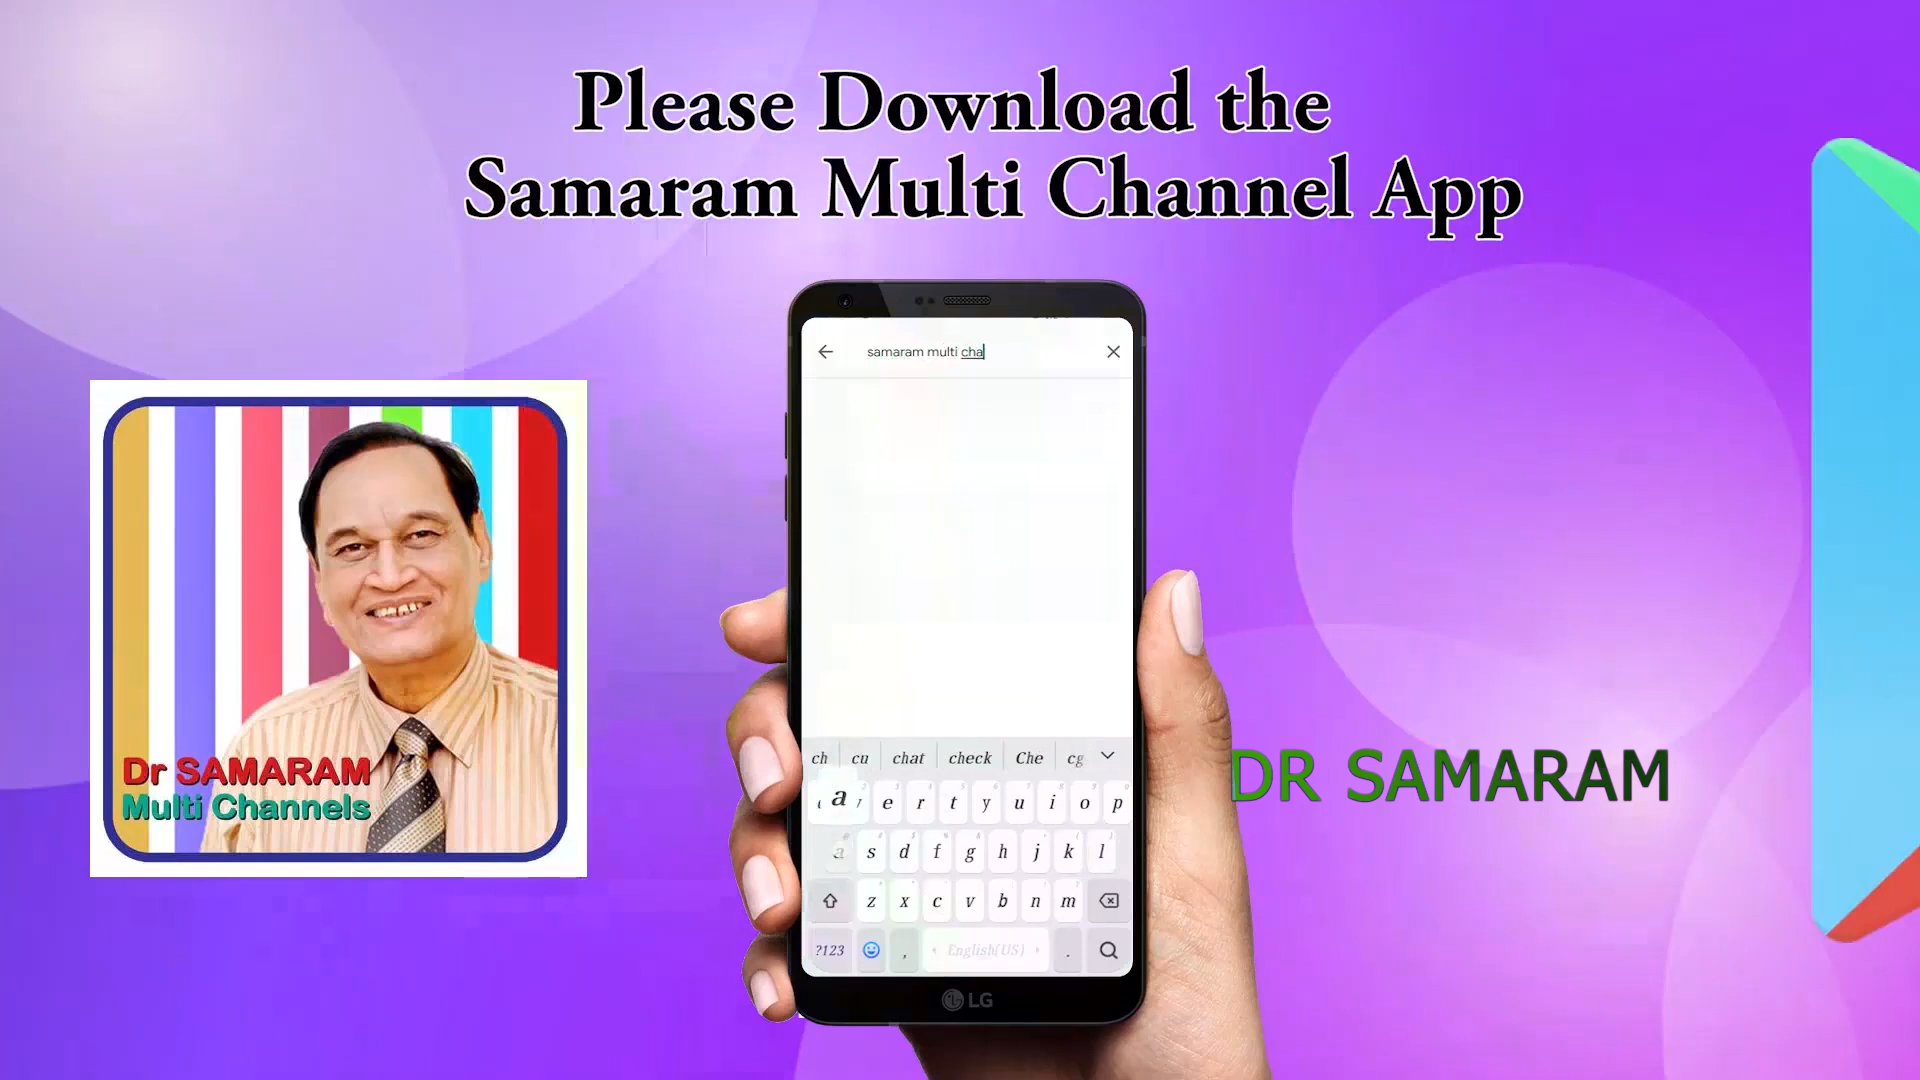 Please Download the
Samaram Multi Channel App
samaram multi cha
Dr SAMARAM
Multi Channels
ch cu chat check Che cg
a e r t y u i o p
a s d f g h j k l
z x c v b n m
?123 , English(US) .
LG
DR SAMARAM